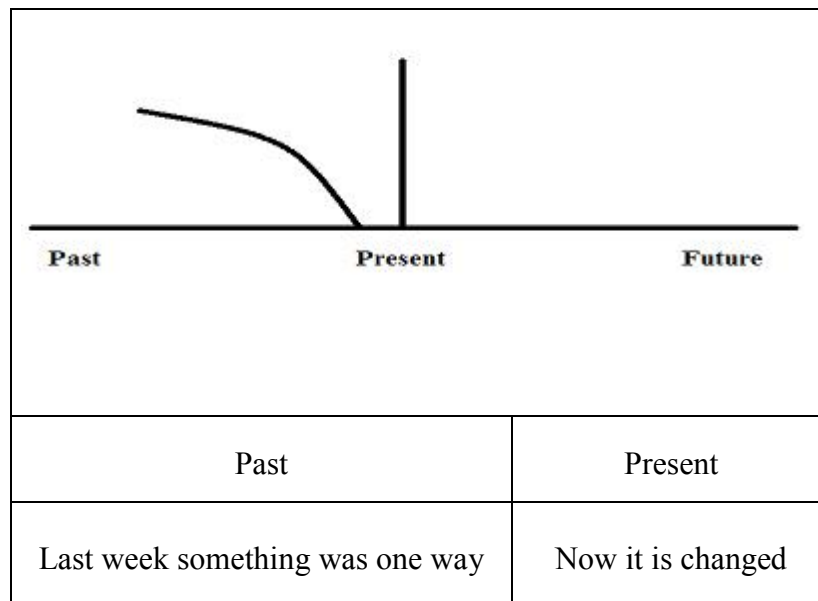 Past Present Future
Past Present
Last week something was one way Now it is changed